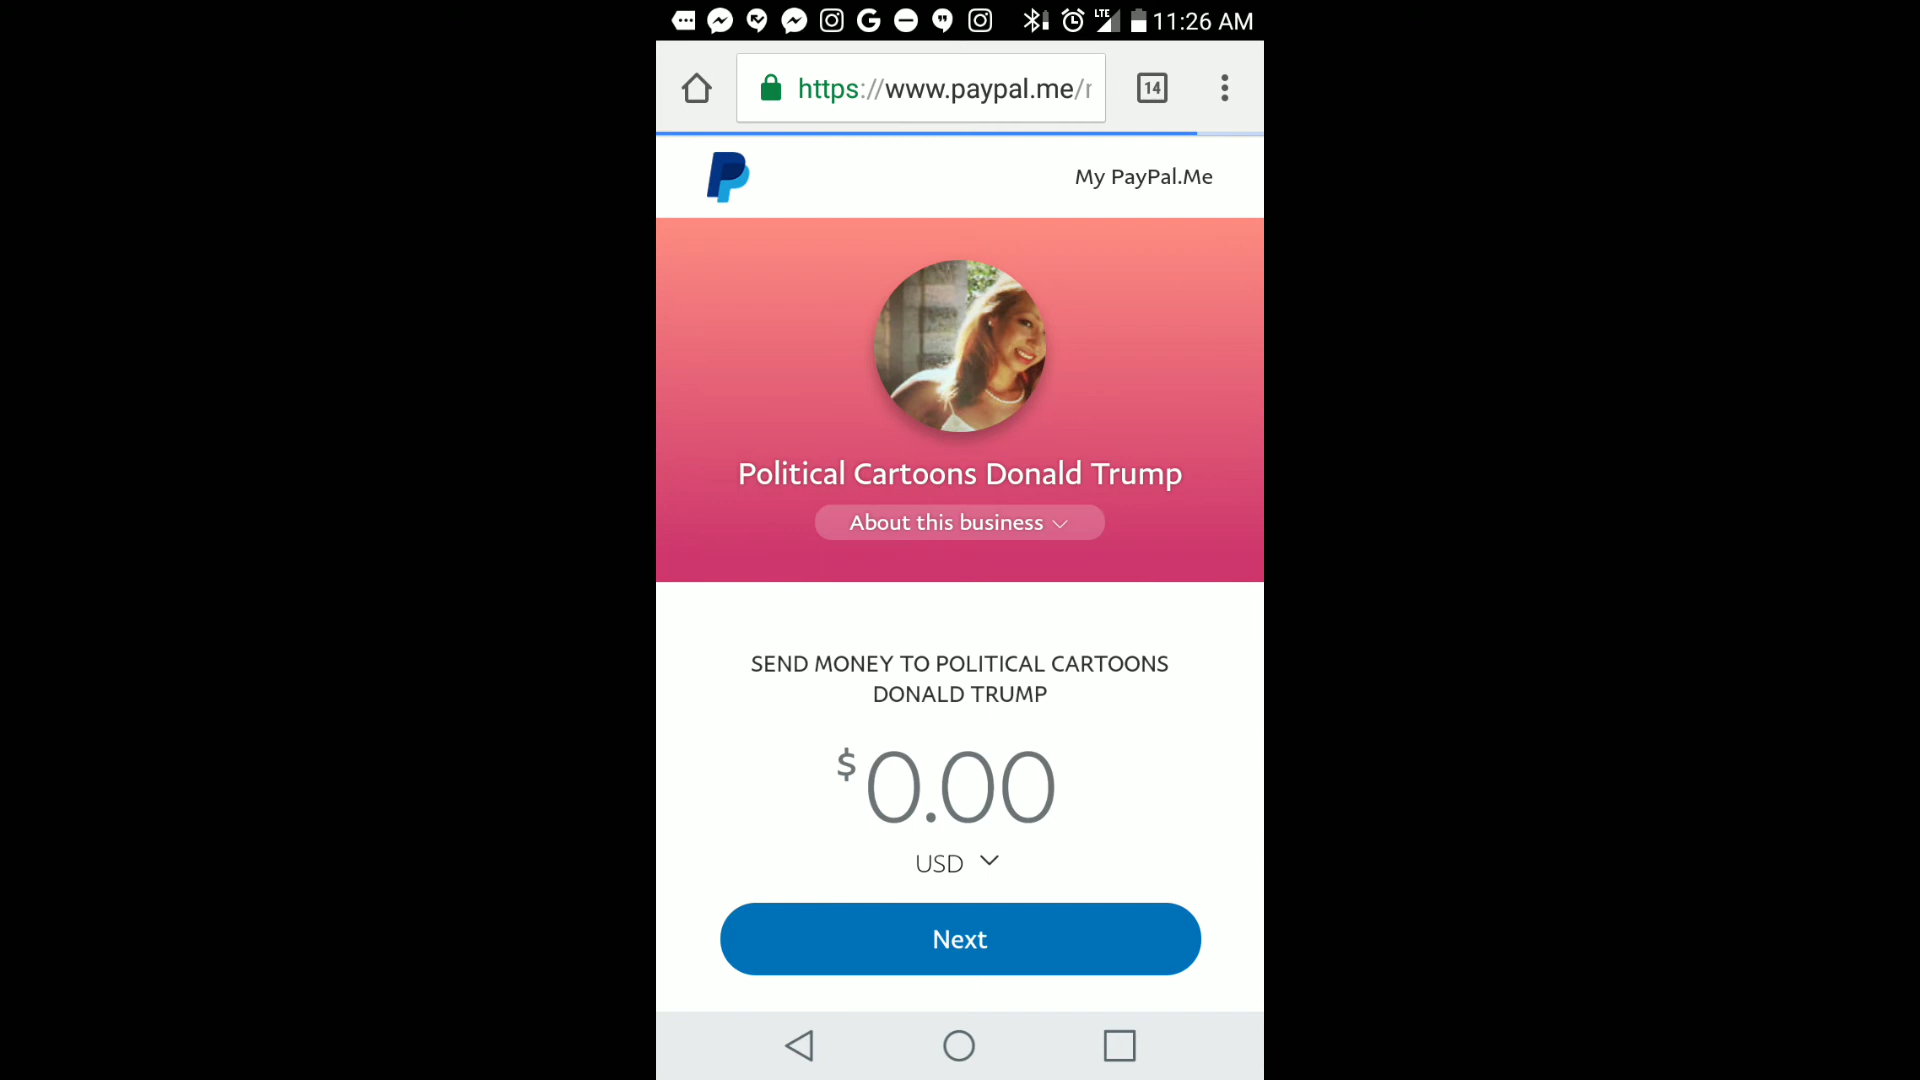 LTE 11:26 AM
https://www.paypal.me/ 14
My PayPal.Me
Political Cartoons Donald Trump
About this business
SEND MONEY TO POLITICAL CARTOONS
DONALD TRUMP
$0.00
USD
Next